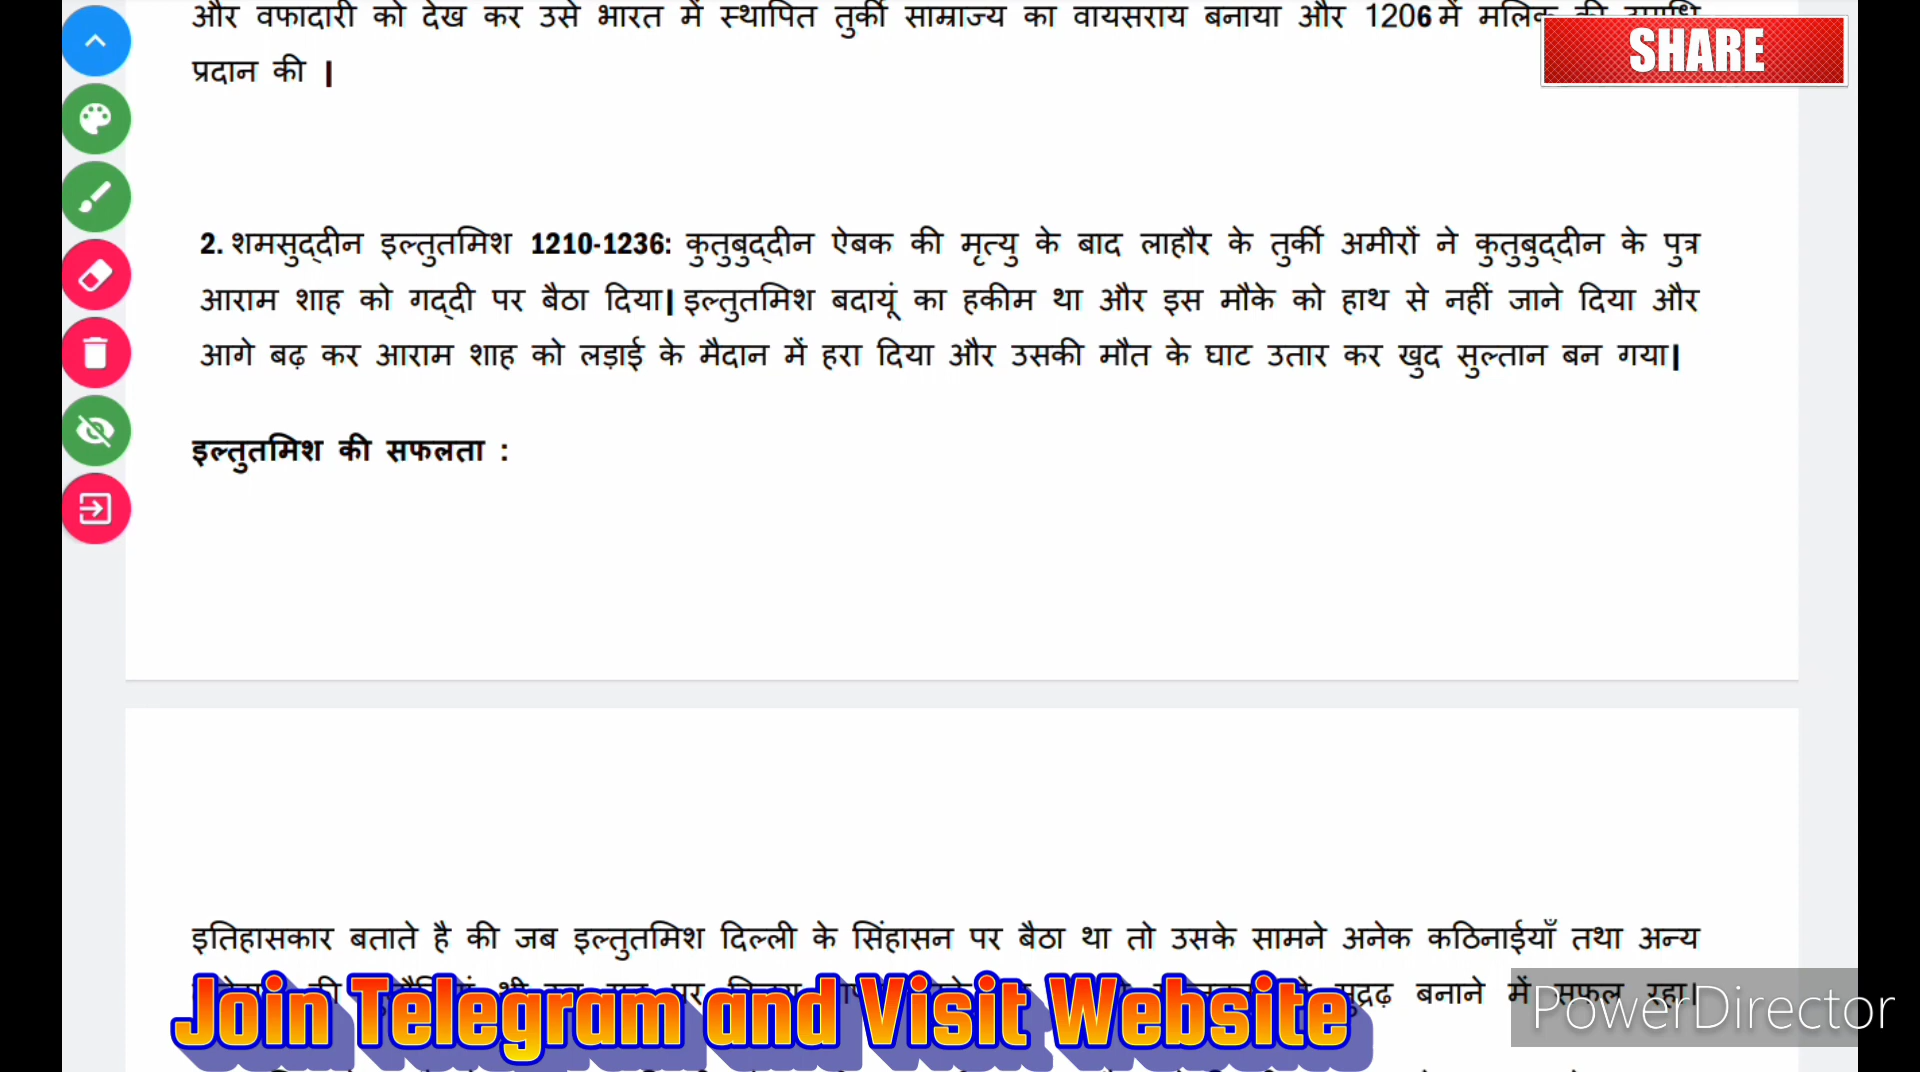 और वफादारी को देख कर उसे भारत में स्थापित तुर्की साम्राज्य का वायसराय बनाया और 1206 में मलिक की उपाधि
SHARE
प्रदान की |
2. शमसुद्दीन इल्तुतमिश 1210-1236: कुतुबुद्दीन ऐबक की मृत्यु के बाद लाहौर के तुर्की अमीरों ने कुतुबुद्दीन के पुत्र
आराम शाह को गद्दी पर बैठा दिया| इल्तुतमिश बदायूं का हकीम था और इस मौके को हाथ से नहीं जाने दिया और
आगे बढ़ कर आराम शाह को लड़ाई के मैदान में हरा दिया और उसकी मौत के घाट उतार कर खुद सुल्तान बन गया|
इल्तुतमिश की सफलता :
इतिहासकार बताते है की जब इल्तुतमिश दिल्ली के सिंहासन पर बैठा था तो उसके सामने अनेक कठिनाईयाँ तथा अन्य
की सुद्रढ़ बनाने में सफल रहा।
Join Telegram and Visit Website
PowerDirector